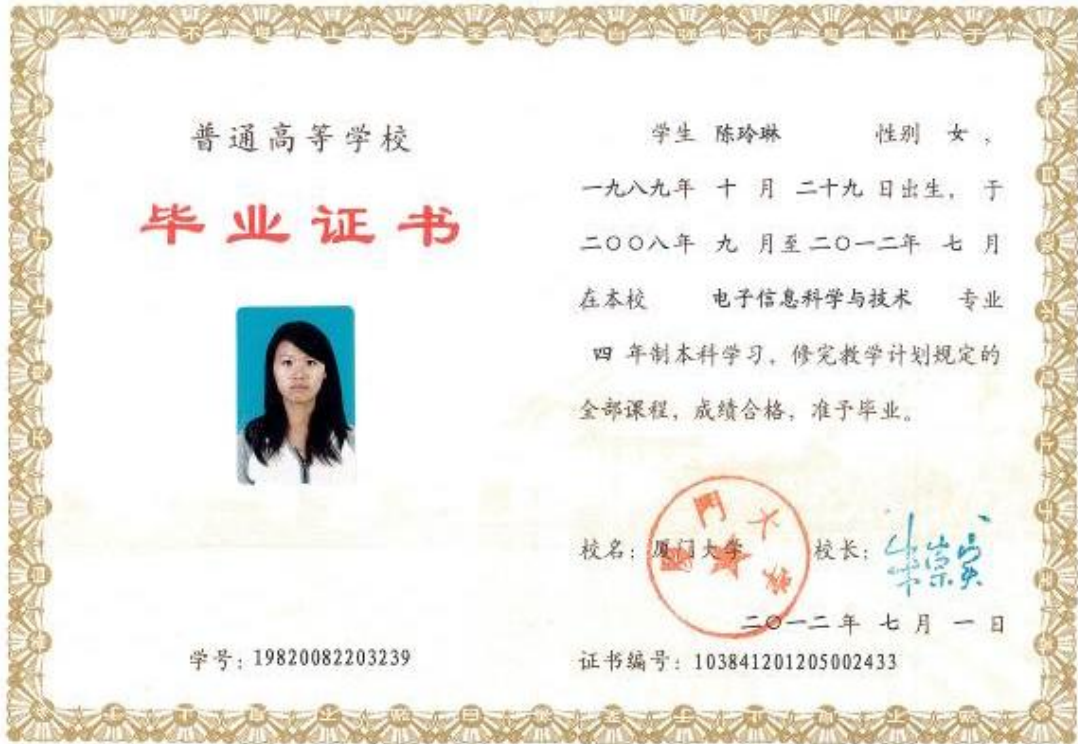 普通高等学校
毕业证书
学号：19820082203239
学生 陈玲琳 性别 女，
一九八九年 十 月 二十九 日出生，于
二〇〇八年 九 月至二〇一二年 七 月
在本校 电子信息科学与技术 专业
四 年制本科学习，修完教学计划规定的
全部课程，成绩合格，准予毕业。
校名：厦门大学 校长：朱崇实
二〇一二年 七 月 一 日
证书编号：103841201205002433